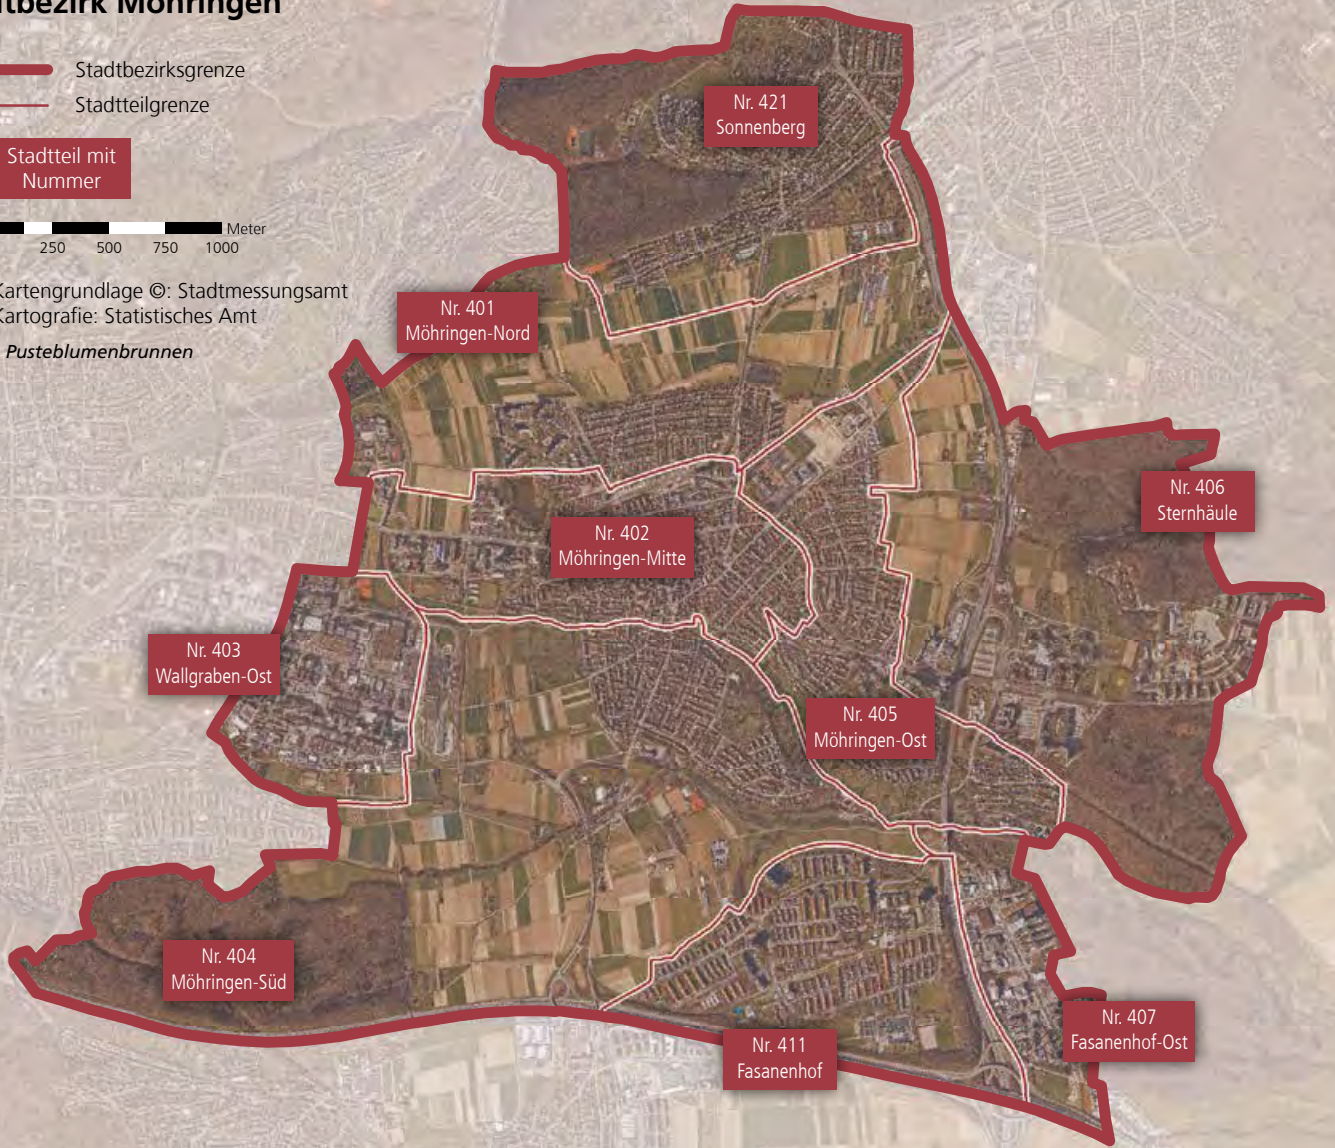 tbezirk Möhringen
Stadtbezirksgrenze
Stadtteilgrenze
Stadtteil mit
Nummer
Meter
250 500 750 1000
Kartengrundlage ©: Stadtmessungsamt
Kartografie: Statistisches Amt
Pusteblumenbrunnen
Nr. 421
Sonnenberg
Nr. 401
Möhringen-Nord
Nr. 406
Sternhäule
Nr. 402
Möhringen-Mitte
Nr. 403
Wallgraben-Ost
Nr. 405
Möhringen-Ost
Nr. 404
Möhringen-Süd
Nr. 407
Fasanenhof-Ost
Nr. 411
Fasanenhof